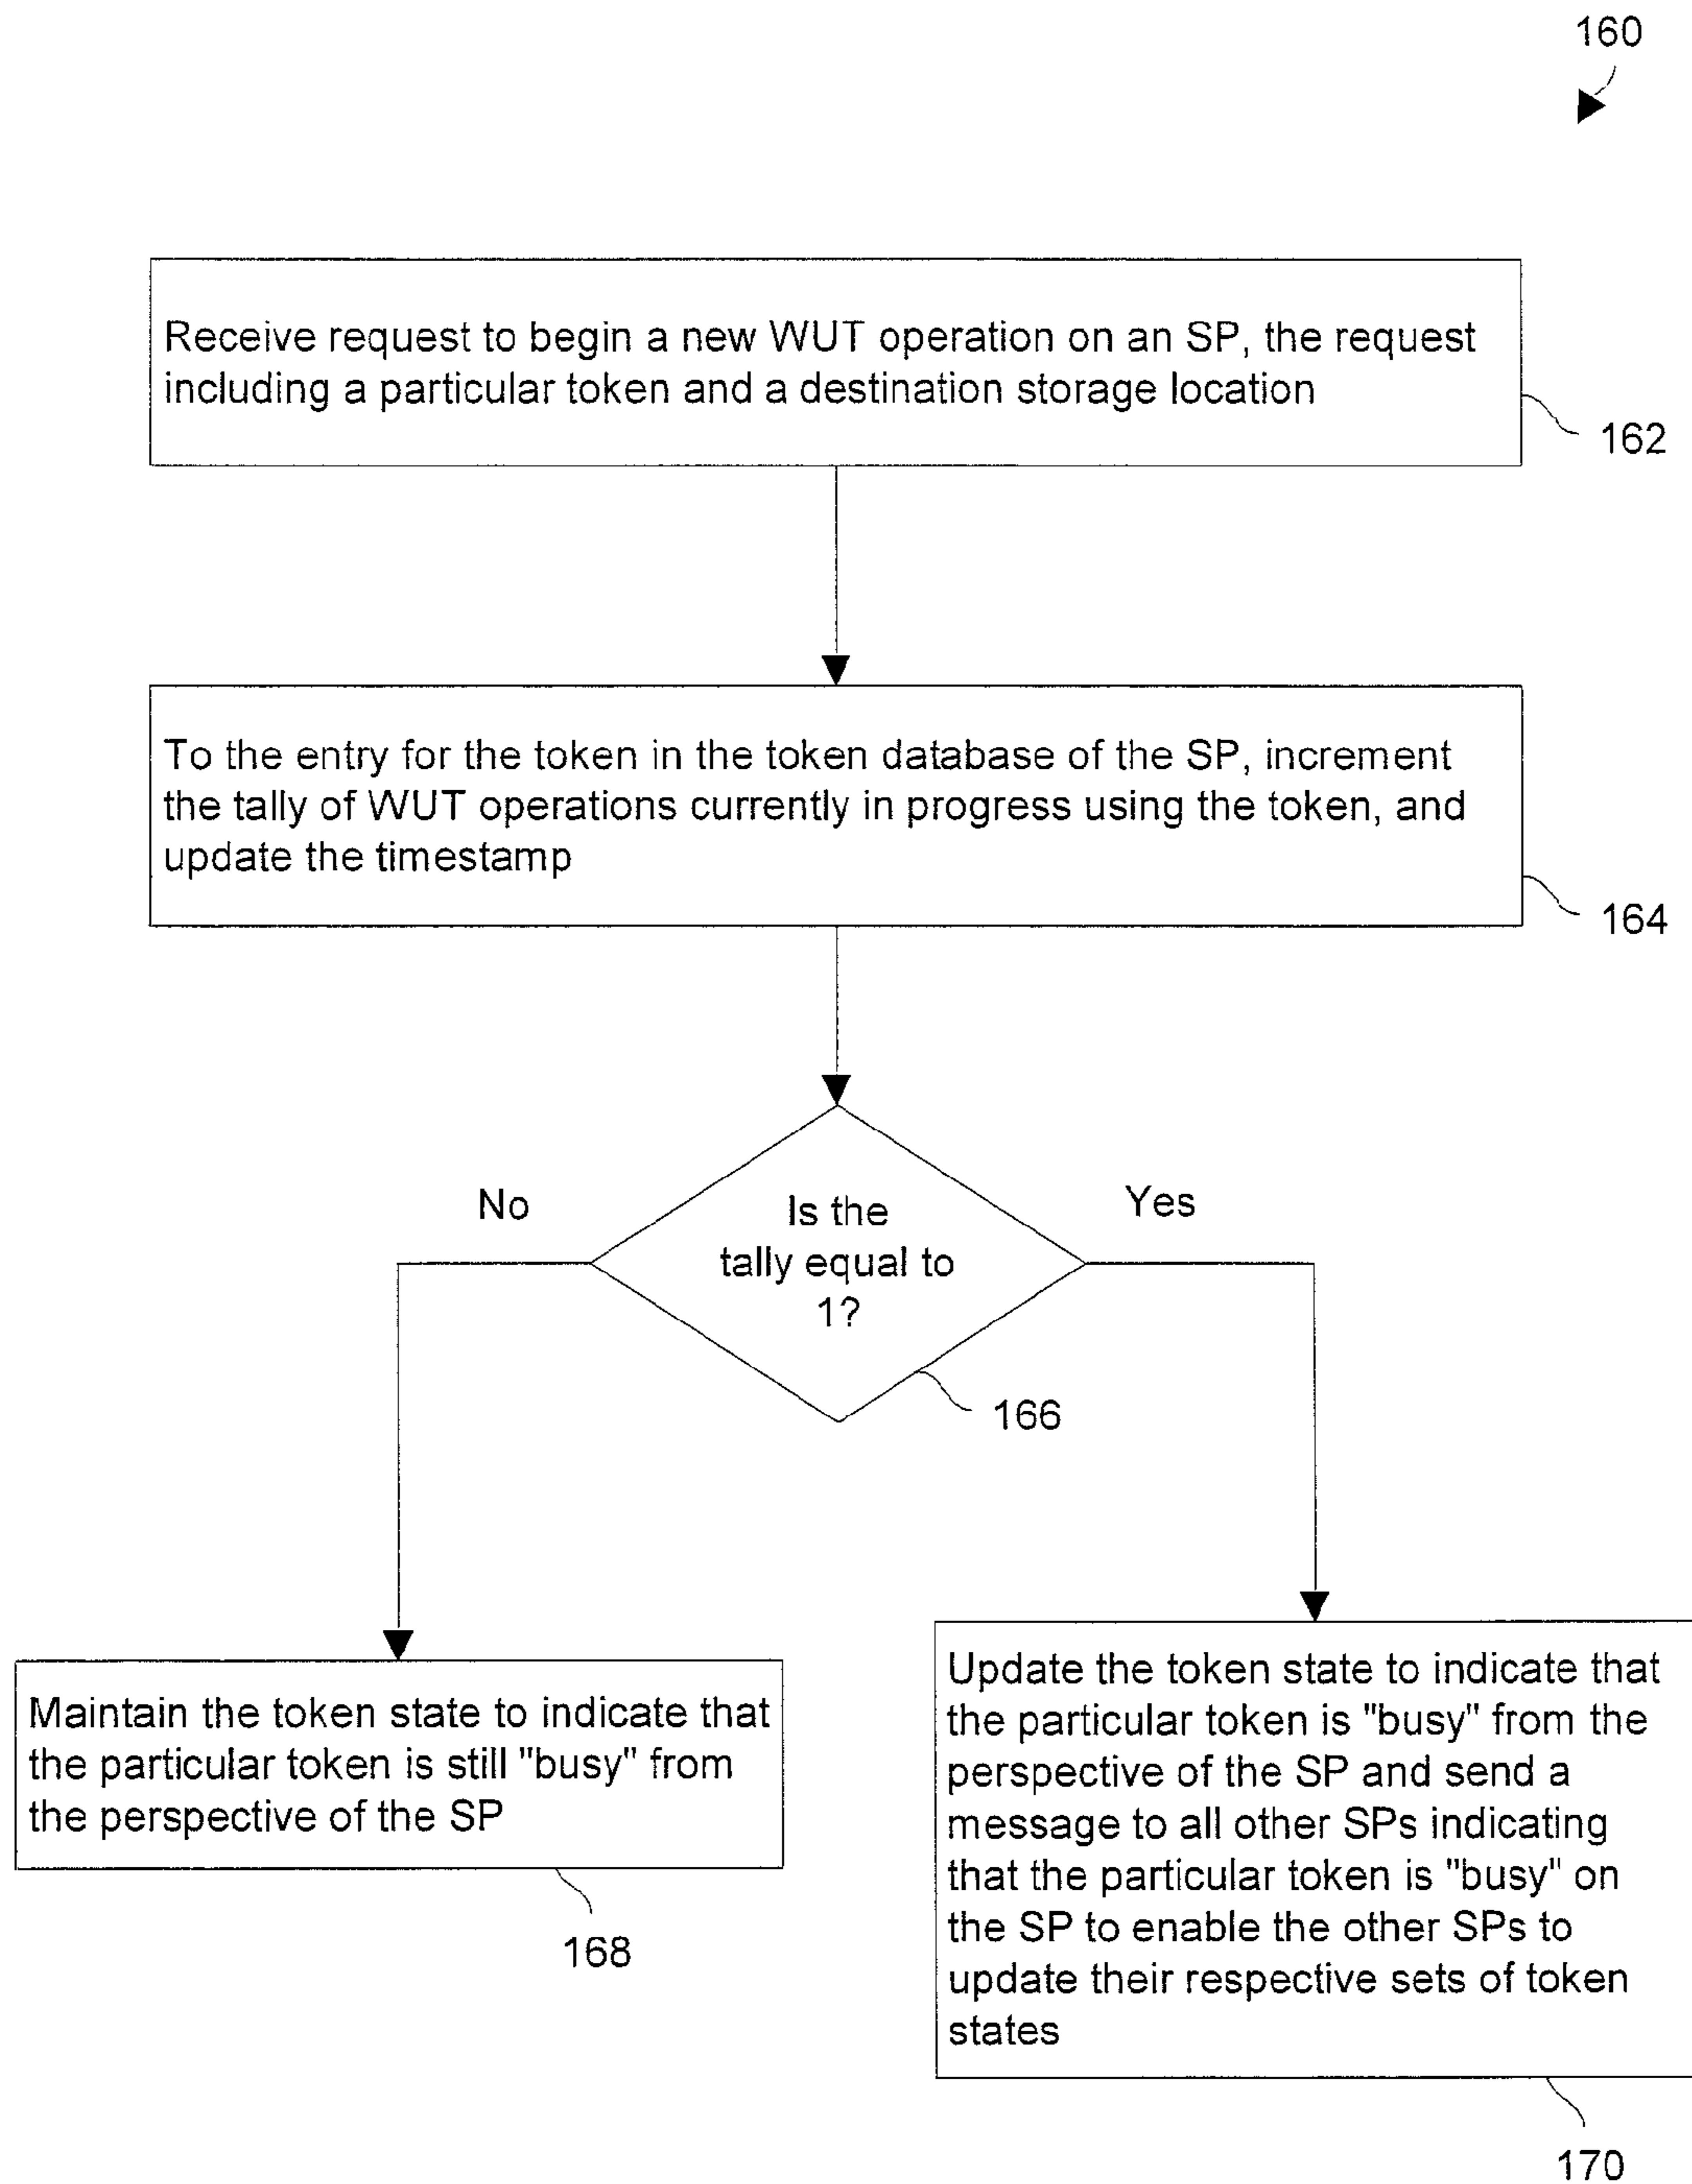 160
Receive request to begin a new WUT operation on an SP, the request
including a particular token and a destination storage location
162
To the entry for the token in the token database of the SP, increment
the tally of WUT operations currently in progress using the token, and
update the timestamp
164
No
Is the
tally equal to
1?
Yes
166
Maintain the token state to indicate that
the particular token is still "busy" from
the perspective of the SP
168
Update the token state to indicate that
the particular token is "busy" from the
perspective of the SP and send a
message to all other SPs indicating
that the particular token is "busy" on
the SP to enable the other SPs to
update their respective sets of token
states
170